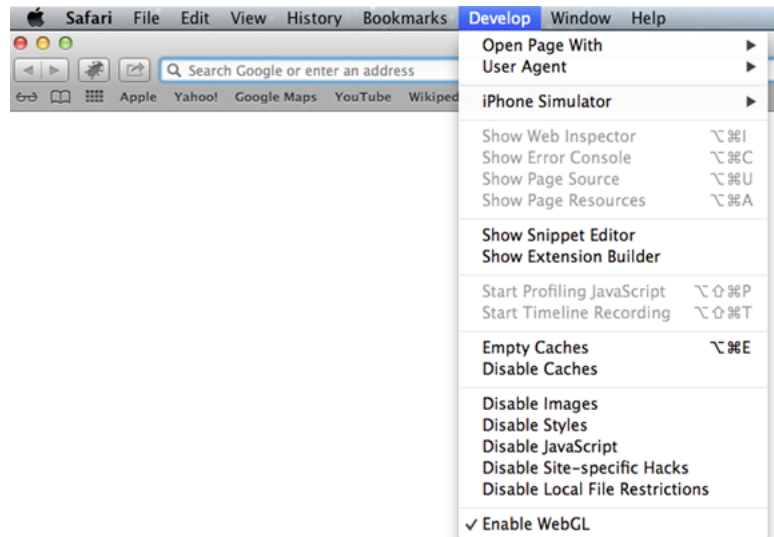 Safari File Edit View History Bookmarks Develop Window Help
Search Google or enter an address
Apple Yahoo! Google Maps YouTube
Open Page With ▶
User Agent ▶
iPhone Simulator ▶
Show Web Inspector ⌥⌘I
Show Error Console ⌥⌘C
Show Page Source ⌥⌘U
Show Page Resources ⌥⌘A
Show Snippet Editor
Show Extension Builder
Start Profiling JavaScript ⌥⇧⌘P
Start Timeline Recording ⌥⇧⌘T
Empty Caches ⌥⌘E
Disable Caches
Disable Images
Disable Styles
Disable JavaScript
Disable Site-specific Hacks
Disable Local File Restrictions
✓ Enable WebGL